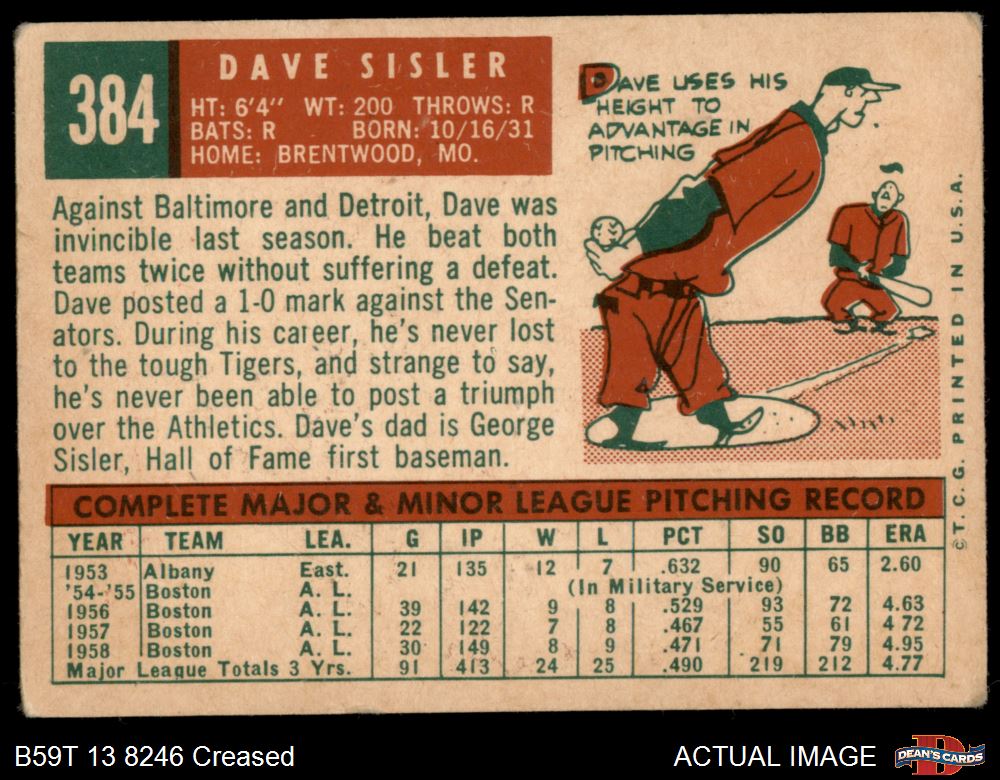 384
DAVE SISLER
HT: 6'4" WT: 200 THROWS: R
BATS: R BORN: 10/16/31
HOME: BRENTWOOD, MO.
DAVE USES HIS
HEIGHT TO
ADVANTAGE IN
PITCHING
Against Baltimore and Detroit, Dave was
invincible last season. He beat both
teams twice without suffering a defeat.
Dave posted a 1-0 mark against the Sen-
ators. During his career, he's never lost
to the tough Tigers, and strange to say,
he's never been able to post a triumph
over the Athletics. Dave's dad is George
Sisler, Hall of Fame first baseman.
COMPLETE MAJOR & MINOR LEAGUE PITCHING RECORD
YEAR TEAM LEA. G IP W L PCT SO BB ERA
1953 Albany East. 21 135 12 7 .632 90 65 2.60
'54-'55 Boston A. L. (In Military Service)
1956 Boston A. L. 39 142 9 8 .529 93 72 4.63
1957 Boston A. L. 22 122 7 8 .467 55 61 4 72
1958 Boston A. L. 30 149 8 9 .471 71 79 4.95
Major League Totals 3 Yrs. 91 413 24 25 .490 219 212 4.77
© T. C. G. PRINTED IN U. S. A.
B59T 13 8246 Creased
ACTUAL IMAGE
DEAN'S CARDS